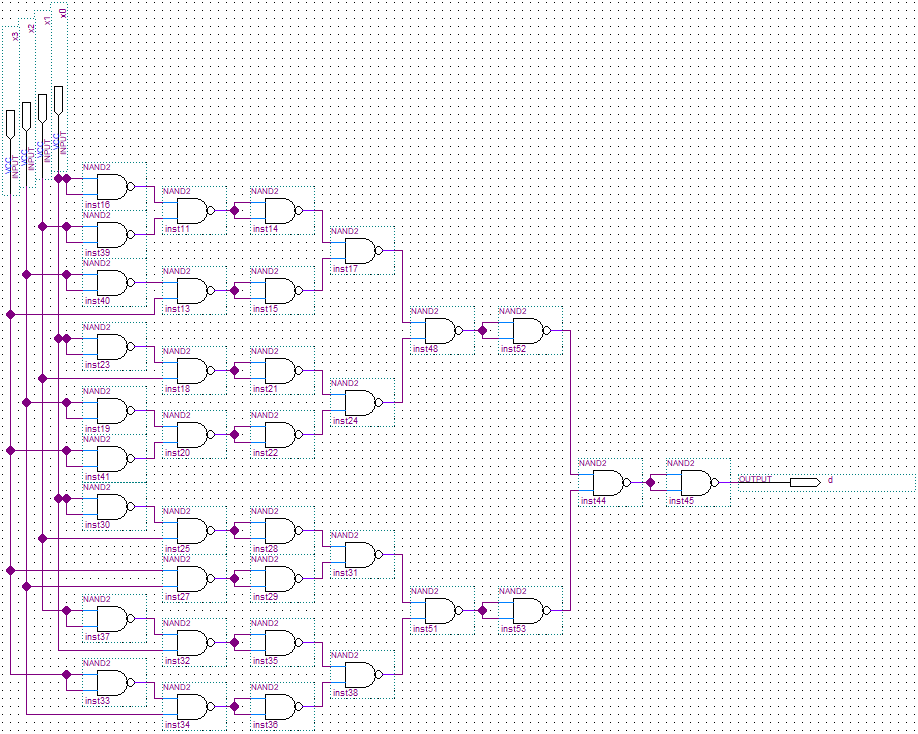 x3
x2
x1
x0
VCC
INPUT
VCC
INPUT
VCC
INPUT
VCC
INPUT
NAND2
inst16
NAND2
inst11
NAND2
inst14
NAND2
inst39
NAND2
inst17
NAND2
inst40
NAND2
inst13
NAND2
inst15
NAND2
inst48
NAND2
inst52
NAND2
inst23
NAND2
inst18
NAND2
inst21
NAND2
inst24
NAND2
inst19
NAND2
inst20
NAND2
inst22
NAND2
inst41
NAND2
inst44
NAND2
inst45
OUTPUT
d
NAND2
inst30
NAND2
inst25
NAND2
inst28
NAND2
inst31
NAND2
inst27
NAND2
inst29
NAND2
inst51
NAND2
inst53
NAND2
inst37
NAND2
inst32
NAND2
inst35
NAND2
inst38
NAND2
inst33
NAND2
inst34
NAND2
inst36